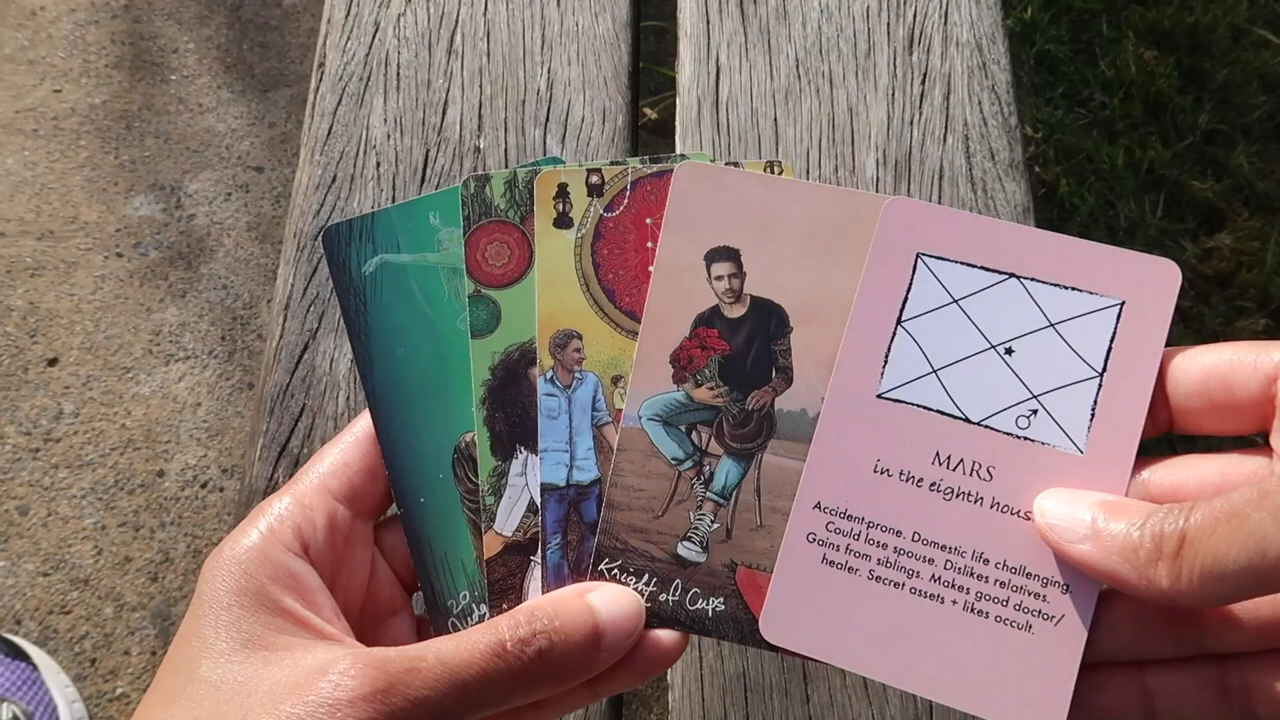 20.
Knight of Cups
MARS
in the eighth
Accident-prone. Domestic life challenging.
Could lose spouse. Dislikes relatives.
Gains from siblings. Makes good doctor/
healer. Secret assets + likes occult.